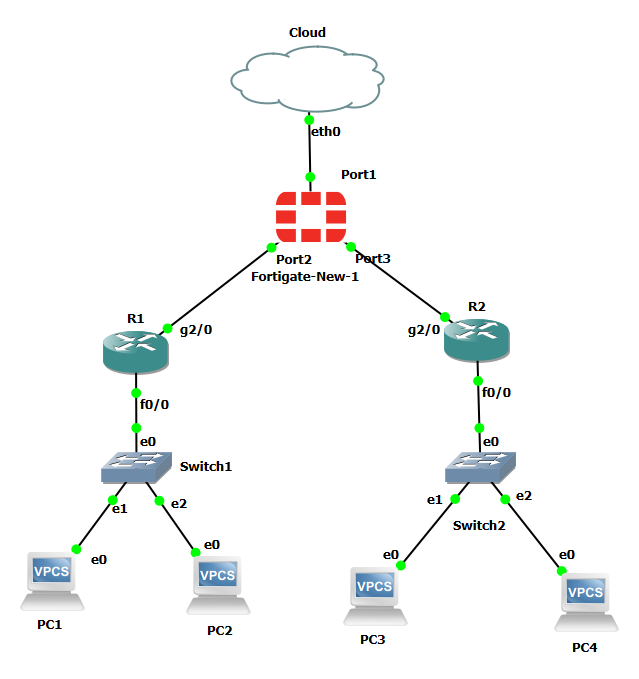 Cloud
eth0
Port1
Port2
Port3
Fortigate-New-1
R1
g2/0
R2
g2/0
f0/0
f0/0
e0
e0
Switch1
e1
e2
e1
e2
Switch2
e0
e0
e0
e0
VPCS
VPCS
VPCS
VPCS
PC1
PC2
PC3
PC4